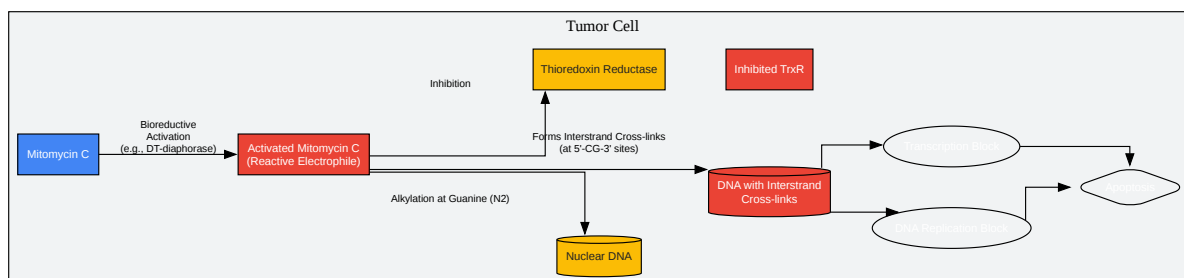 Tumor Cell
Thioredoxin Reductase
Inhibited TrxR
Inhibition
Bioreductive
Activation
(e.g., DT-diaphorase)
Mitomycin C
Activated Mitomycin C
(Reactive Electrophile)
Forms Interstrand Cross-links
(at 5'-CG-3' sites)
Transcription Block
DNA with Interstrand
Cross-links
Apoptosis
Alkylation at Guanine (N2)
DNA Replication Block
Nuclear DNA